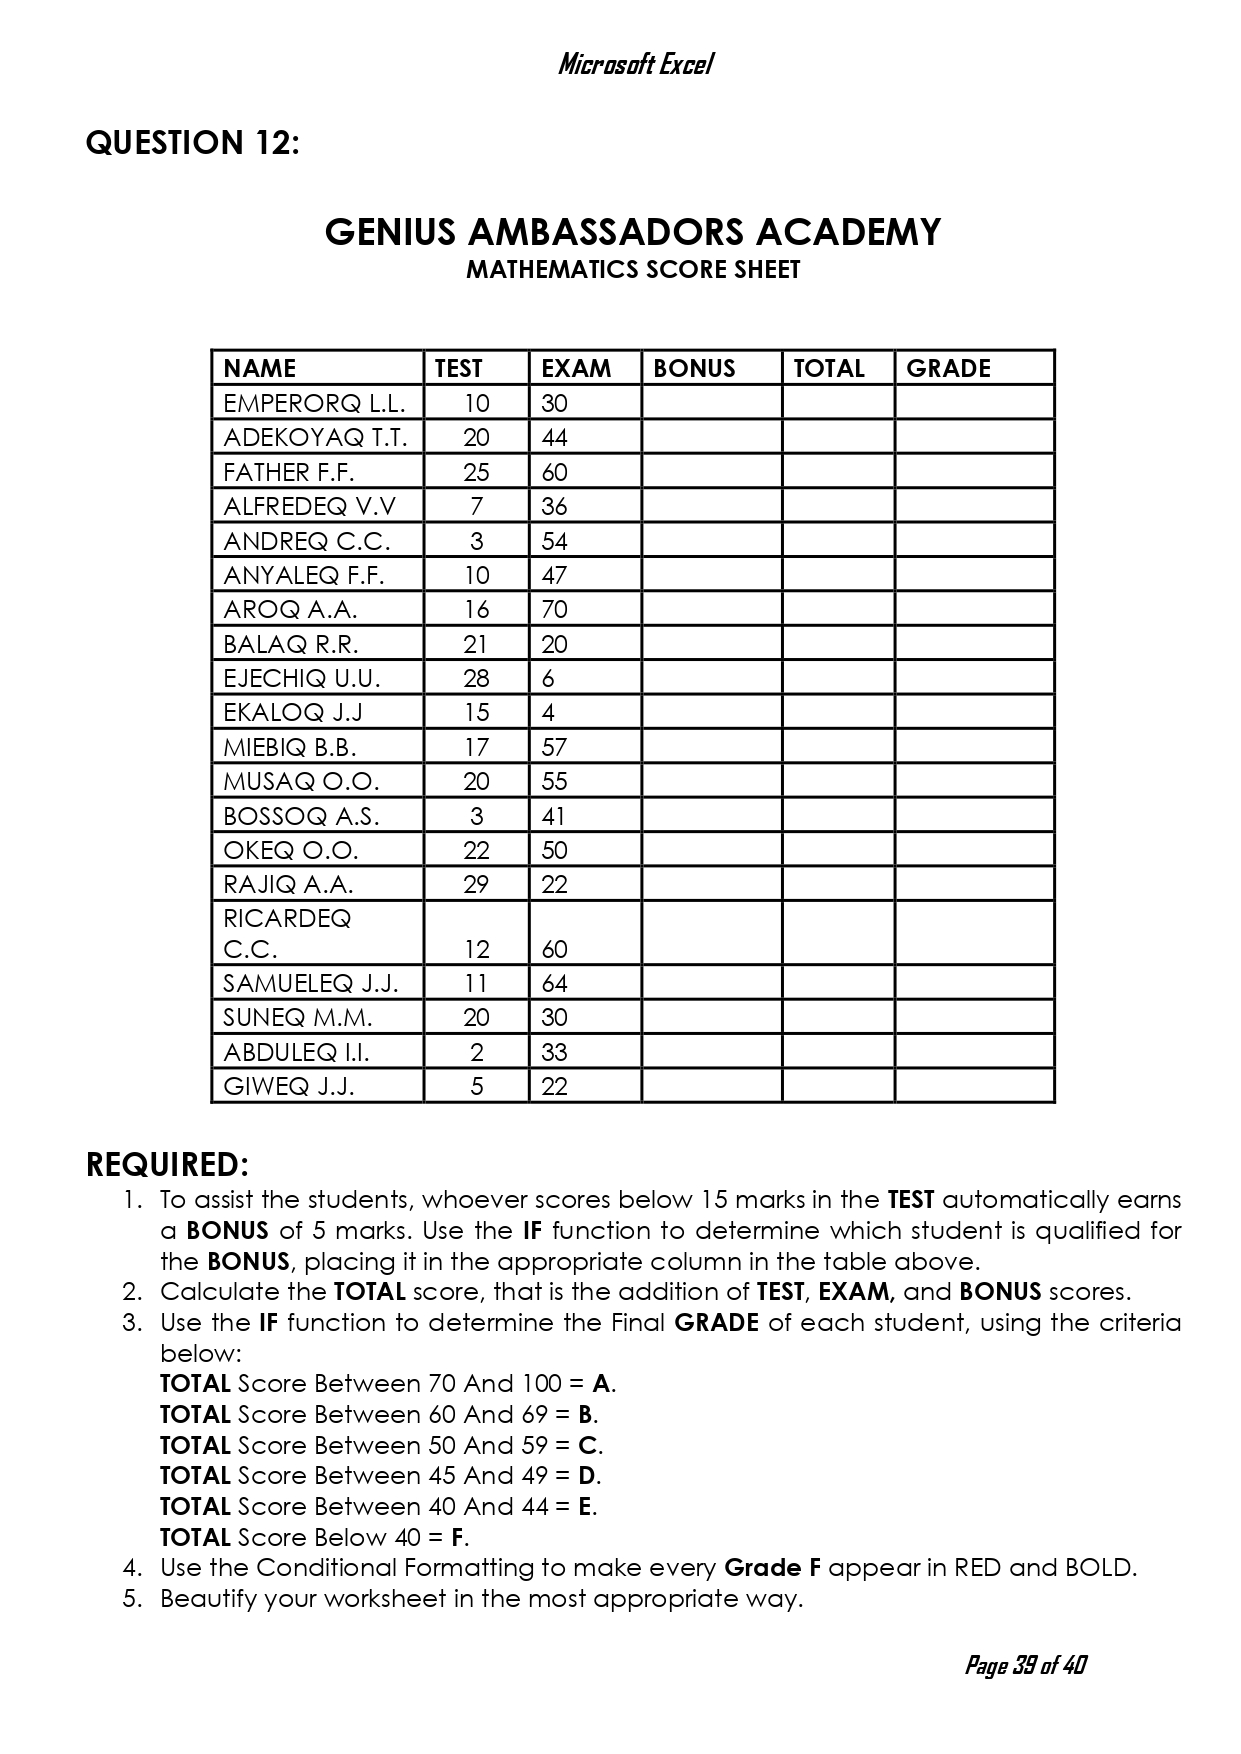 Microsoft Excel
QUESTION 12:
GENIUS AMBASSADORS ACADEMY
MATHEMATICS SCORE SHEET
NAME TEST EXAM BONUS TOTAL GRADE
EMPERORQ L.L. 10 30
ADEKOYAQ T.T. 20 44
FATHER F.F. 25 60
ALFREDEQ V.V 7 36
ANDREQ C.C. 3 54
ANYALEQ F.F. 10 47
AROQ A.A. 16 70
BALAQ R.R. 21 20
EJECHIQ U.U. 28 6
EKALOQ J.J 15 4
MIEBIQ B.B. 17 57
MUSAQ O.O. 20 55
BOSSOQ A.S. 3 41
OKEQ O.O. 22 50
RAJIQ A.A. 29 22
RICARDEQ
C.C. 12 60
SAMUELEQ J.J. 11 64
SUNEQ M.M. 20 30
ABDULEQ I.I. 2 33
GIWEQ J.J. 5 22
REQUIRED:
1. To assist the students, whoever scores below 15 marks in the TEST automatically earns
a BONUS of 5 marks. Use the IF function to determine which student is qualified for
the BONUS, placing it in the appropriate column in the table above.
2. Calculate the TOTAL score, that is the addition of TEST, EXAM, and BONUS scores.
3. Use the IF function to determine the Final GRADE of each student, using the criteria
below:
TOTAL Score Between 70 And 100 = A.
TOTAL Score Between 60 And 69 = B.
TOTAL Score Between 50 And 59 = C.
TOTAL Score Between 45 And 49 = D.
TOTAL Score Between 40 And 44 = E.
TOTAL Score Below 40 = F.
4. Use the Conditional Formatting to make every Grade F appear in RED and BOLD.
5. Beautify your worksheet in the most appropriate way.
Page 39 of 40